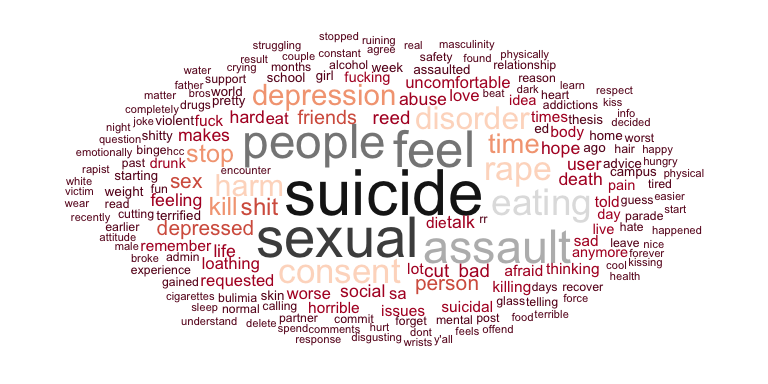 stopped ruining
struggling couple constant agree real masculinity
result crying months alcohol week safety found physically
water support school girl fucking assaulted relationship
father world depression abuse love uncomfortable reason
matter bros drugs pretty beat idea dark heart learn respect
completely joke violent fuck hard eat friends reed disorder times thesis addictions kiss info decided
night question shitty makes people feel time ed body home worst
emotionally binge hcc stop hope ago hair happy
rapist past drunk encounter rape user advice hungry
white starting sex harm suicide death campus physical
victim weight fun feeling kill shit eating pain tired
wear read told guess easier
recently cutting terrified depressed sexual die talk rr day parade start
attitude earlier assault live hate happened
male remember life sad leave nice
broke admin loathing consent lot cut bad afraid thinking anymore forever
experience requested person cool kissing
gained worse social sa killing days recover health
cigarettes bulimia skin horrible issues suicidal glass telling force
sleep normal calling food terrible
understand delete partner commit forget mental post offend
spend comments hurt dont feels
response disgusting wrists y'all